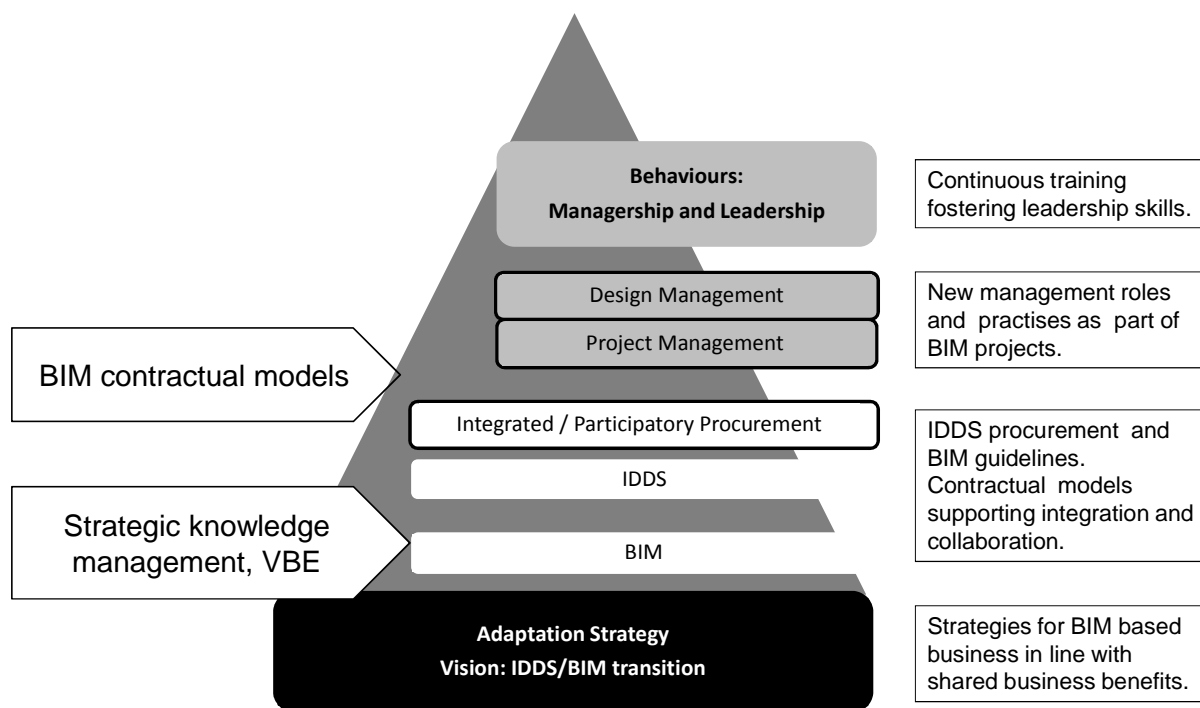 Behaviours:
Managership and Leadership
Continuous training
fostering leadership skills.
Design Management
Project Management
New management roles
and practises as part of
BIM projects.
BIM contractual models
Integrated / Participatory Procurement
IDDS
IDDS procurement and
BIM guidelines.
Contractual models
supporting integration and
collaboration.
Strategic knowledge
management, VBE
BIM
Adaptation Strategy
Vision: IDDS/BIM transition
Strategies for BIM based
business in line with
shared business benefits.